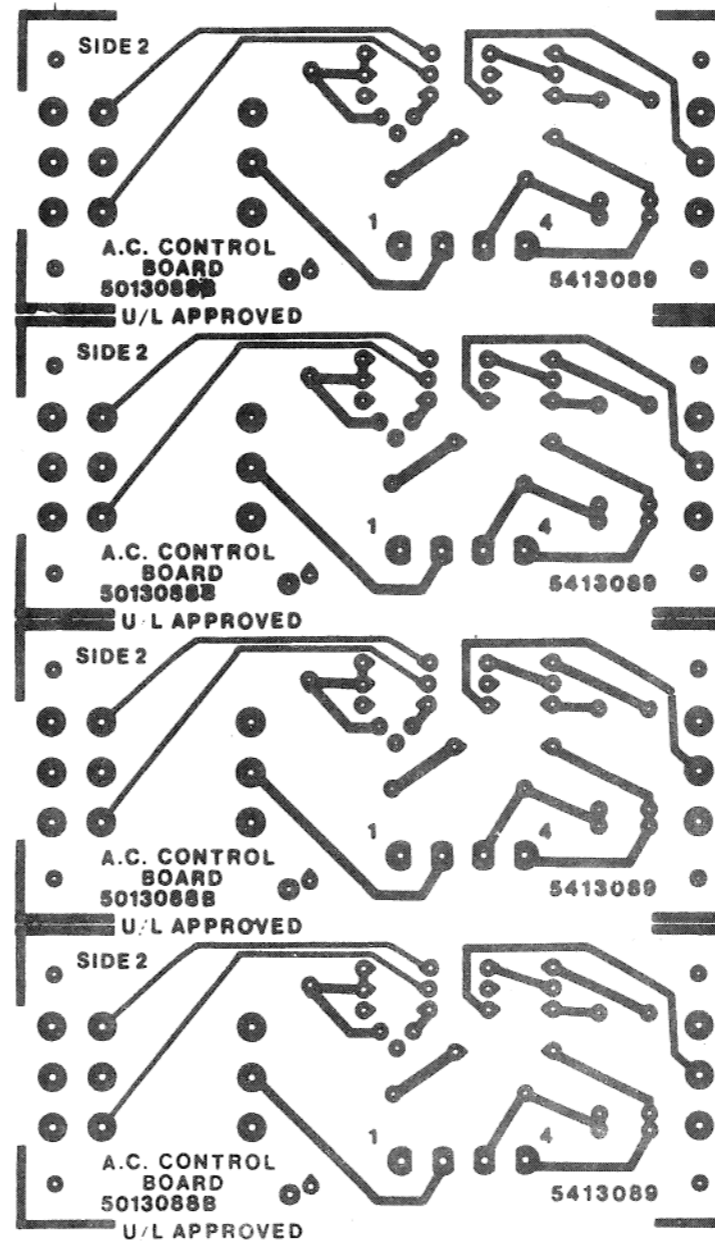 SIDE 2
1
4
A.C. CONTROL
BOARD
5013088B
5413089
U/L APPROVED
SIDE 2
1
4
A.C. CONTROL
BOARD
5013088B
5413089
U/L APPROVED
SIDE 2
1
4
A.C. CONTROL
BOARD
5013088B
5413089
U/L APPROVED
SIDE 2
1
4
A.C. CONTROL
BOARD
5013088B
5413089
U/L APPROVED